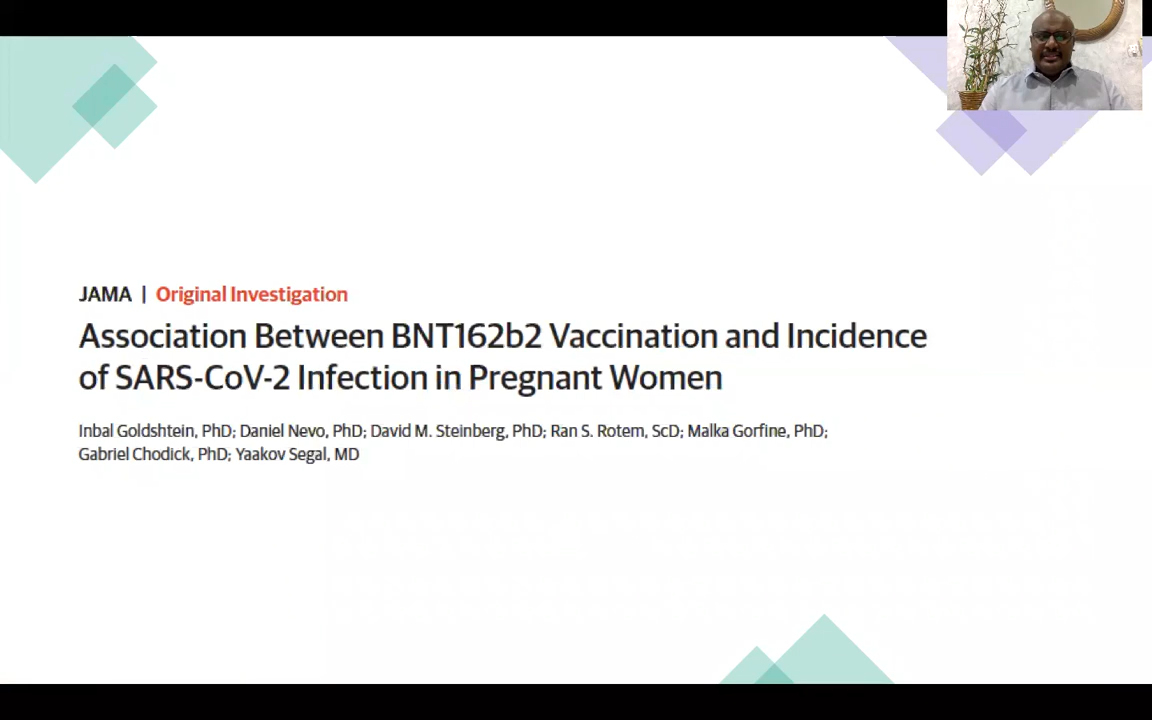 JAMA | Original Investigation
Association Between BNT162b2 Vaccination and Incidence
of SARS-CoV-2 Infection in Pregnant Women
Inbal Goldshtein, PhD; Daniel Nevo, PhD; David M. Steinberg, PhD; Ran S. Rotem, ScD; Malka Gorfine, PhD;
Gabriel Chodick, PhD; Yaakov Segal, MD